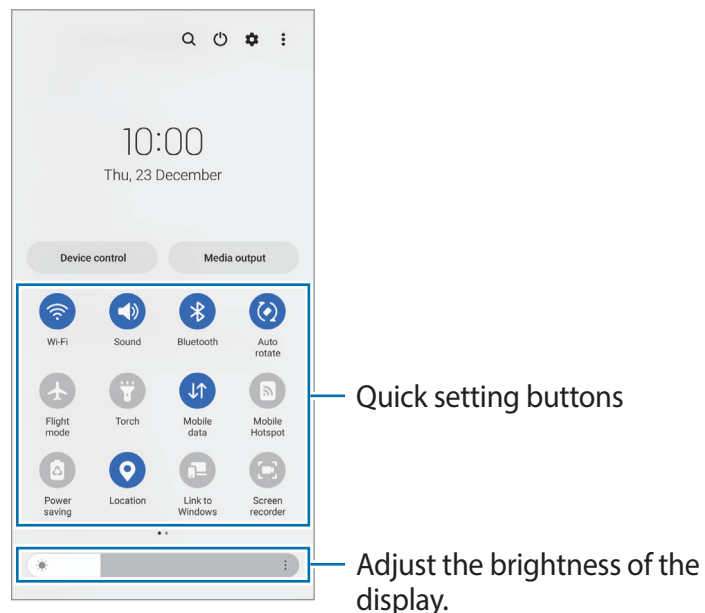 10:00
Thu, 23 December
Device control Media output
Wi-Fi Sound Bluetooth Auto
rotate
Flight Torch Mobile Mobile
mode data Hotspot
Quick setting buttons
Power Location Link to Screen
saving Windows recorder
Adjust the brightness of the
display.